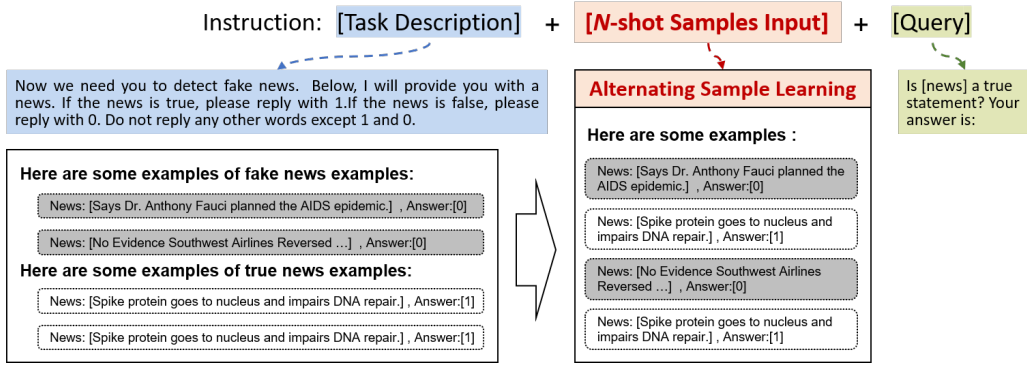 Instruction: [Task Description] + [N-shot Samples Input] + [Query]
Now we need you to detect fake news. Below, I will provide you with a
news. If the news is true, please reply with 1.If the news is false, please
reply with 0. Do not reply any other words except 1 and 0.
Here are some examples of fake news examples:
News: [Says Dr. Anthony Fauci planned the AIDS epidemic.] , Answer:[0]
News: [No Evidence Southwest Airlines Reversed ...] , Answer:[0]
Here are some examples of true news examples:
News: [Spike protein goes to nucleus and impairs DNA repair.] , Answer:[1]
News: [Spike protein goes to nucleus and impairs DNA repair.] , Answer:[1]
Alternating Sample Learning
Here are some examples :
News: [Says Dr. Anthony Fauci planned the
AIDS epidemic.] , Answer:[0]
News: [Spike protein goes to nucleus and
impairs DNA repair.] , Answer:[1]
News: [No Evidence Southwest Airlines
Reversed ...] , Answer:[0]
News: [Spike protein goes to nucleus and
impairs DNA repair.] , Answer:[1]
Is [news] a true
statement? Your
answer is: